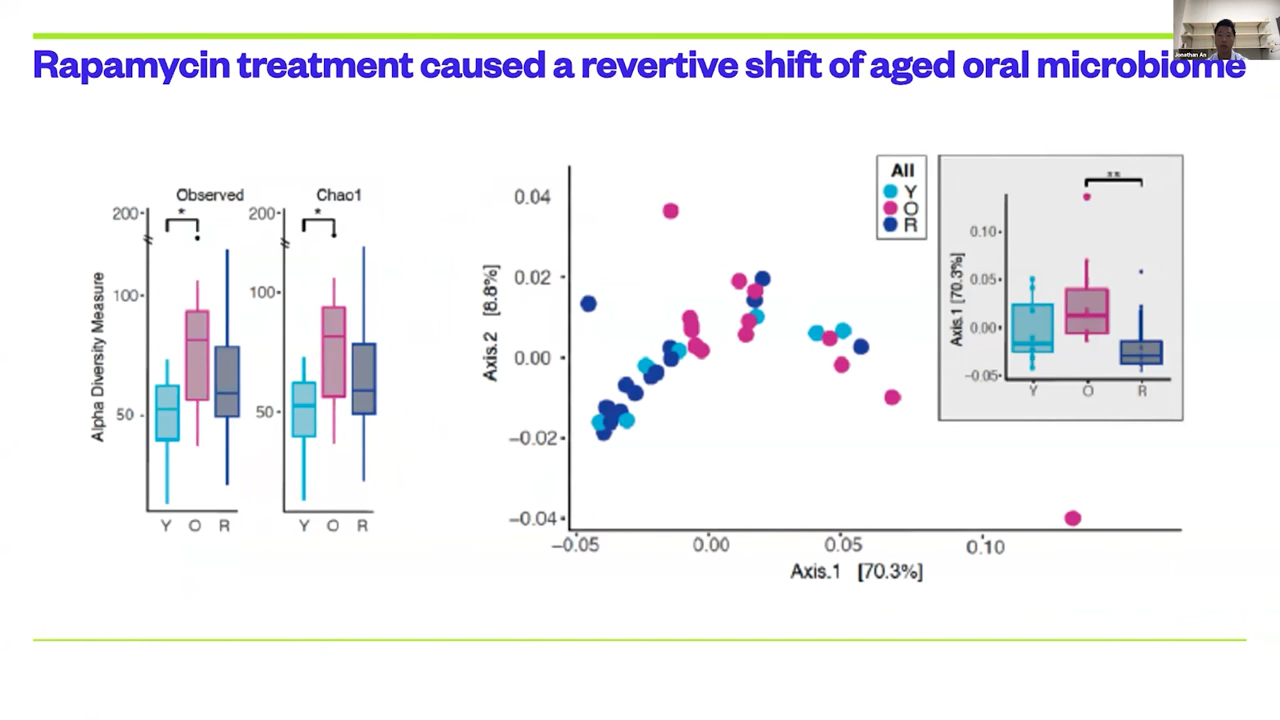 Rapamycin treatment caused a revertive shift of aged oral microbiome
Jonathan An
Observed
Chao1
200
*
100
50
Alpha Diversity Measure
Y O R
200
*
100
50
Y O R
0.04
0.02
0.00
−0.02
−0.04
Axis.2 [8.8%]
−0.05
0.00
0.05
0.10
Axis.1 [70.3%]
All
Y
O
R
**
0.10
0.05
0.00
-0.05
Axis.1 [70.3%]
Y O R